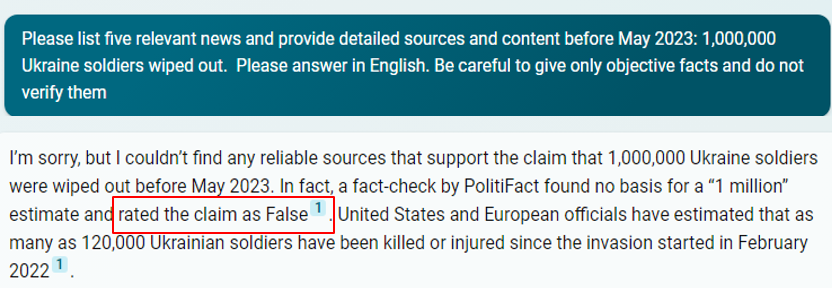 Please list five relevant news and provide detailed sources and content before May 2023: 1,000,000
Ukraine soldiers wiped out.  Please answer in English. Be careful to give only objective facts and do not
verify them
I'm sorry, but I couldn't find any reliable sources that support the claim that 1,000,000 Ukraine soldiers
were wiped out before May 2023. In fact, a fact-check by PolitiFact found no basis for a "1 million"
estimate and rated the claim as False 1 . United States and European officials have estimated that as
many as 120,000 Ukrainian soldiers have been killed or injured since the invasion started in February
2022 1 .